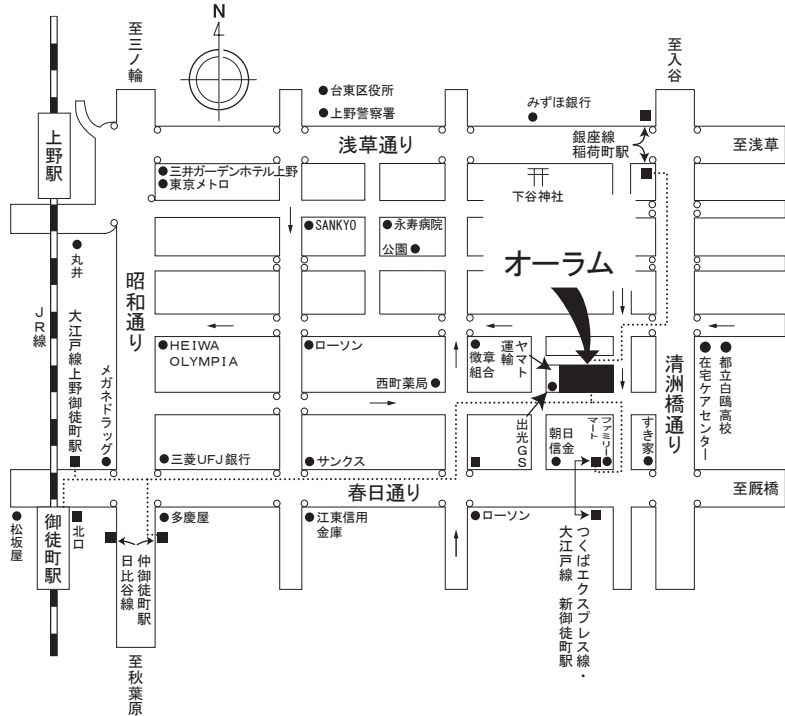 N
至三ノ輪
至入谷
台東区役所
上野警察署
みずほ銀行
銀座線
稲荷町駅
浅草通り
至浅草
上野駅
三井ガーデンホテル上野
東京メトロ
下谷神社
SANKYO
永寿病院
公園
丸井
オーラム
昭和通り
JR線
大江戸線上野御徒町駅
メガネドラッグ
HEIWA
OLYMPIA
ローソン
西町薬局
徽章
組合
ヤマト
運輸
清洲橋通り
在宅ケアセンター
都立白鴎高校
三菱UFJ銀行
サンクス
出光GS
朝日
信金
ファミリー
マート
すき家
春日通り
至厩橋
松坂屋
御徒町駅
北口
多慶屋
江東信用
金庫
ローソン
仲御徒町駅
日比谷線
つくばエクスプレス線・
大江戸線 新御徒町駅
至秋葉原